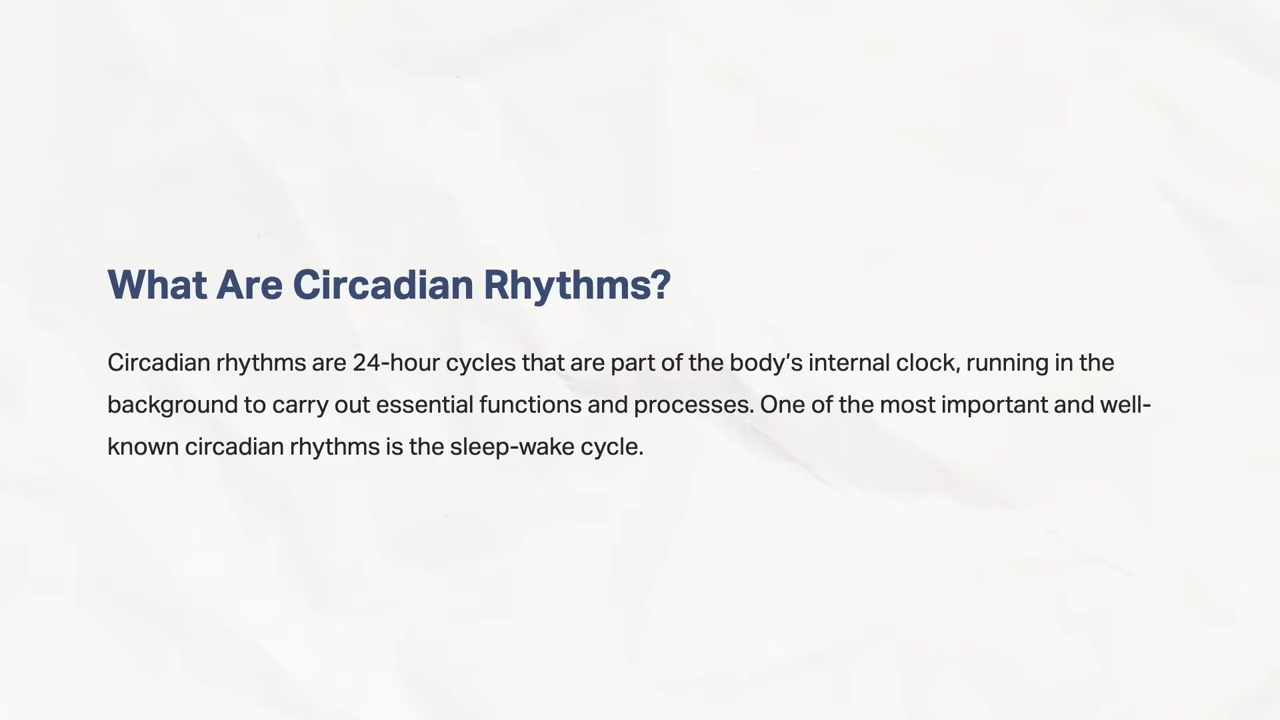 What Are Circadian Rhythms?
Circadian rhythms are 24-hour cycles that are part of the body’s internal clock, running in the
background to carry out essential functions and processes. One of the most important and well-
known circadian rhythms is the sleep-wake cycle.